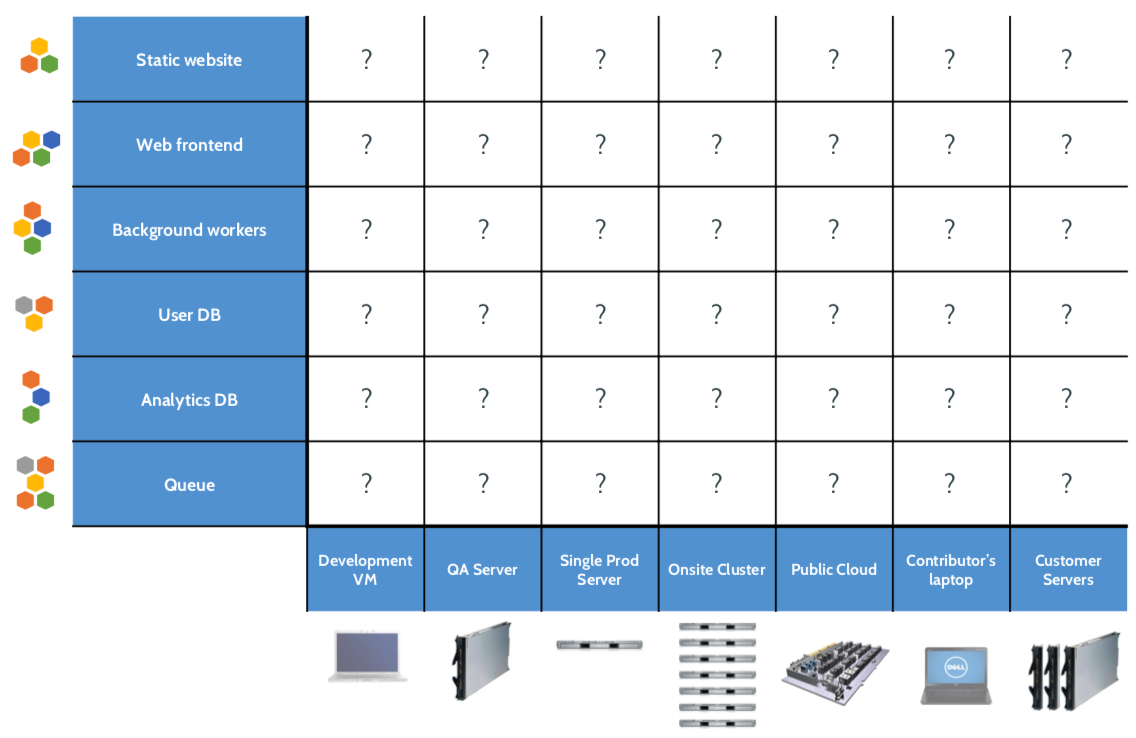 Static website ? ? ? ? ? ? ?
Web frontend ? ? ? ? ? ? ?
Background workers ? ? ? ? ? ? ?
User DB ? ? ? ? ? ? ?
Analytics DB ? ? ? ? ? ? ?
Queue ? ? ? ? ? ? ?
Development
VM
QA Server
Single Prod
Server
Onsite Cluster
Public Cloud
Contributor's
laptop
Customer
Servers
DELL